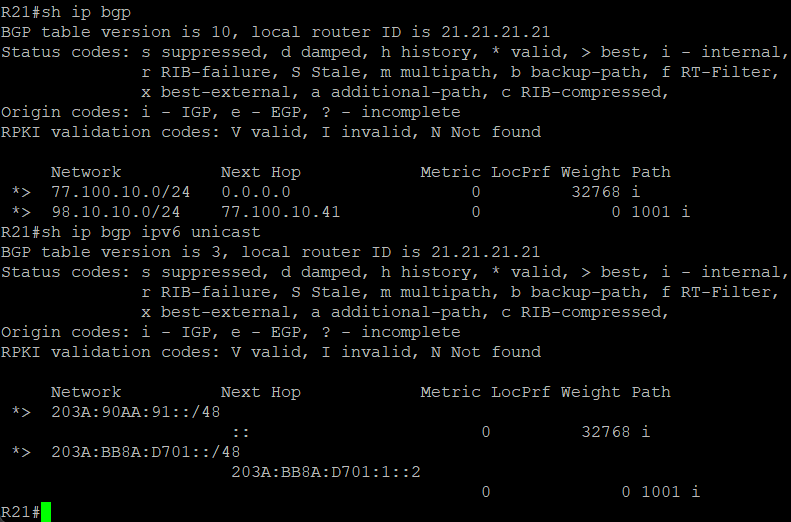 R21#sh ip bgp
BGP table version is 10, local router ID is 21.21.21.21
Status codes: s suppressed, d damped, h history, * valid, > best, i - internal,
              r RIB-failure, S Stale, m multipath, b backup-path, f RT-Filter,
              x best-external, a additional-path, c RIB-compressed,
Origin codes: i - IGP, e - EGP, ? - incomplete
RPKI validation codes: V valid, I invalid, N Not found

     Network          Next Hop            Metric LocPrf Weight Path
 *>  77.100.10.0/24   0.0.0.0                  0         32768 i
 *>  98.10.10.0/24    77.100.10.41             0             0 1001 i
R21#sh ip bgp ipv6 unicast
BGP table version is 3, local router ID is 21.21.21.21
Status codes: s suppressed, d damped, h history, * valid, > best, i - internal,
              r RIB-failure, S Stale, m multipath, b backup-path, f RT-Filter,
              x best-external, a additional-path, c RIB-compressed,
Origin codes: i - IGP, e - EGP, ? - incomplete
RPKI validation codes: V valid, I invalid, N Not found

     Network          Next Hop            Metric LocPrf Weight Path
 *>  203A:90AA:91::/48
                       ::                       0         32768 i
 *>  203A:BB8A:D701::/48
                       203A:BB8A:D701:1::2
                                                0             0 1001 i
R21#